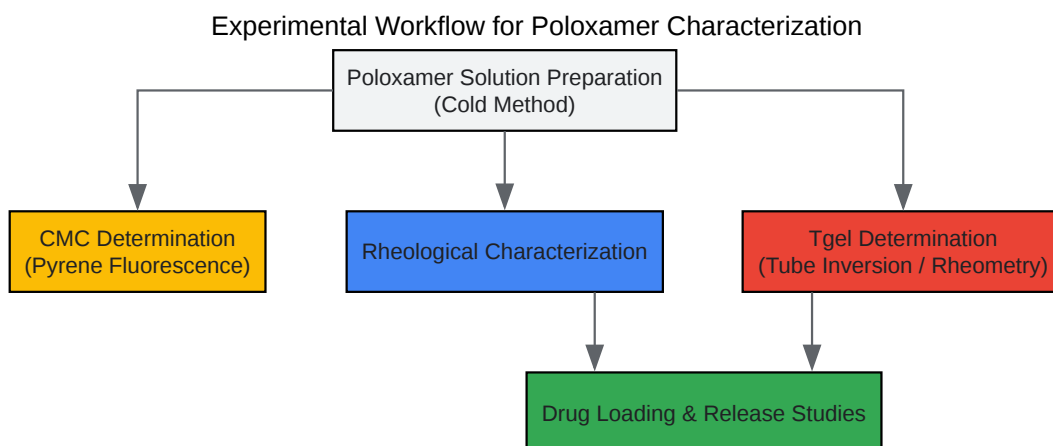 Experimental Workflow for Poloxamer Characterization
Poloxamer Solution Preparation
(Cold Method)
CMC Determination
(Pyrene Fluorescence)
Rheological Characterization
Tgel Determination
(Tube Inversion / Rheometry)
Drug Loading & Release Studies